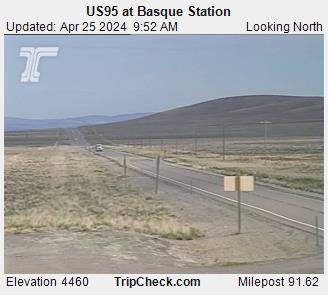 US95 at Basque Station
Updated: Apr 25 2024 9:52 AM Looking North
Elevation 4460 TripCheck.com Milepost 91.62